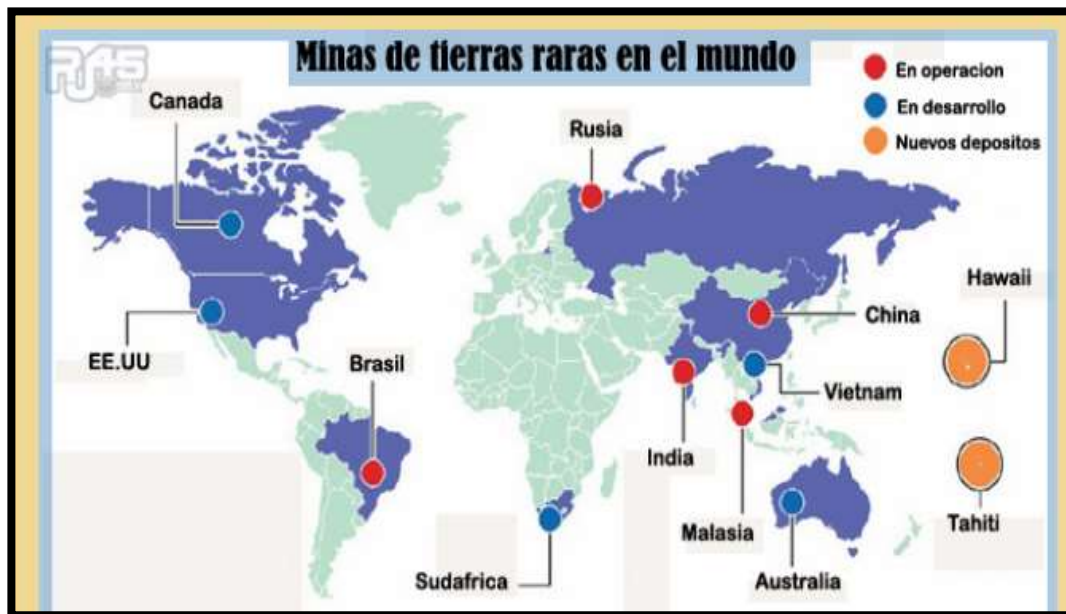 Minas de tierras raras en el mundo
En operacion
En desarrollo
Nuevos depositos
Canada
Rusia
Hawaii
China
EE.UU
Brasil
Vietnam
India
Malasia
Tahiti
Sudafrica
Australia